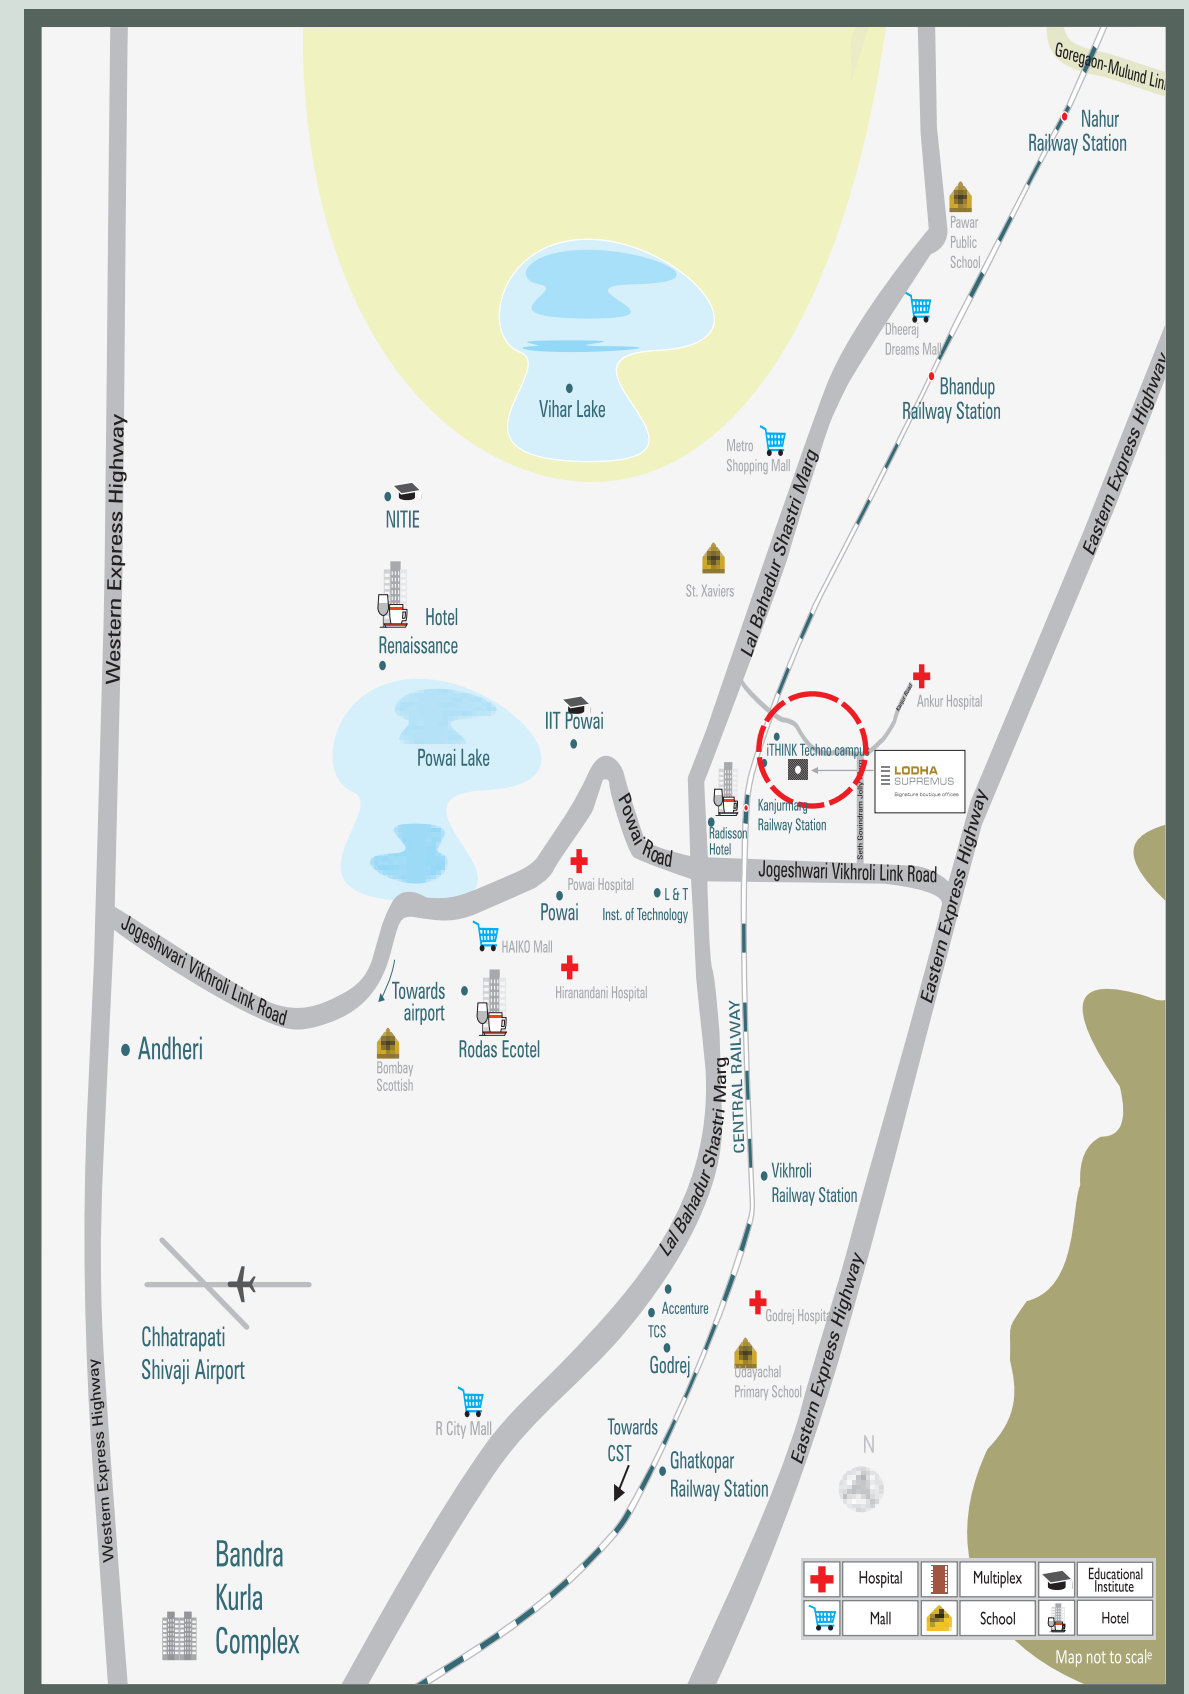 Goregaon-Mulund Lin
Nahur
Railway Station
Pawar
Public
School
Dheeraj
Dreams Mall
Bhandup
Railway Station
Vihar Lake
Metro
Shopping Mall
Lal Bahadur Shastri Marg
Eastern Express Highway
Western Express Highway
NITIE
St. Xaviers
Hotel
Renaissance
Ankur Hospital
IIT Powai
Powai Lake
iTHINK Techno campu
LODHA
SUPREMUS
Signature boutique offices
Kanjurmarg
Railway Station
Radisson
Hotel
Seth Govindram Jolly
Powai Road
Jogeshwari Vikhroli Link Road
Eastern Express Highway
Powai Hospital
L & T
Inst. of Technology
Powai
HAIKO Mall
Hiranandani Hospital
Jogeshwari Vikhroli Link Road
Towards
airport
Rodas Ecotel
Andheri
Bombay
Scottish
CENTRAL RAILWAY
Lal Bahadur Shastri Marg
Vikhroli
Railway Station
Accenture
TCS
Godrej
Godrej Hospita
Udayachal
Primary School
Eastern Express Highway
Chhatrapati
Shivaji Airport
Western Express Highway
R City Mall
Towards
CST
Ghatkopar
Railway Station
N
Bandra
Kurla
Complex
Hospital
Multiplex
Educational
Institute
Mall
School
Hotel
Map not to scale